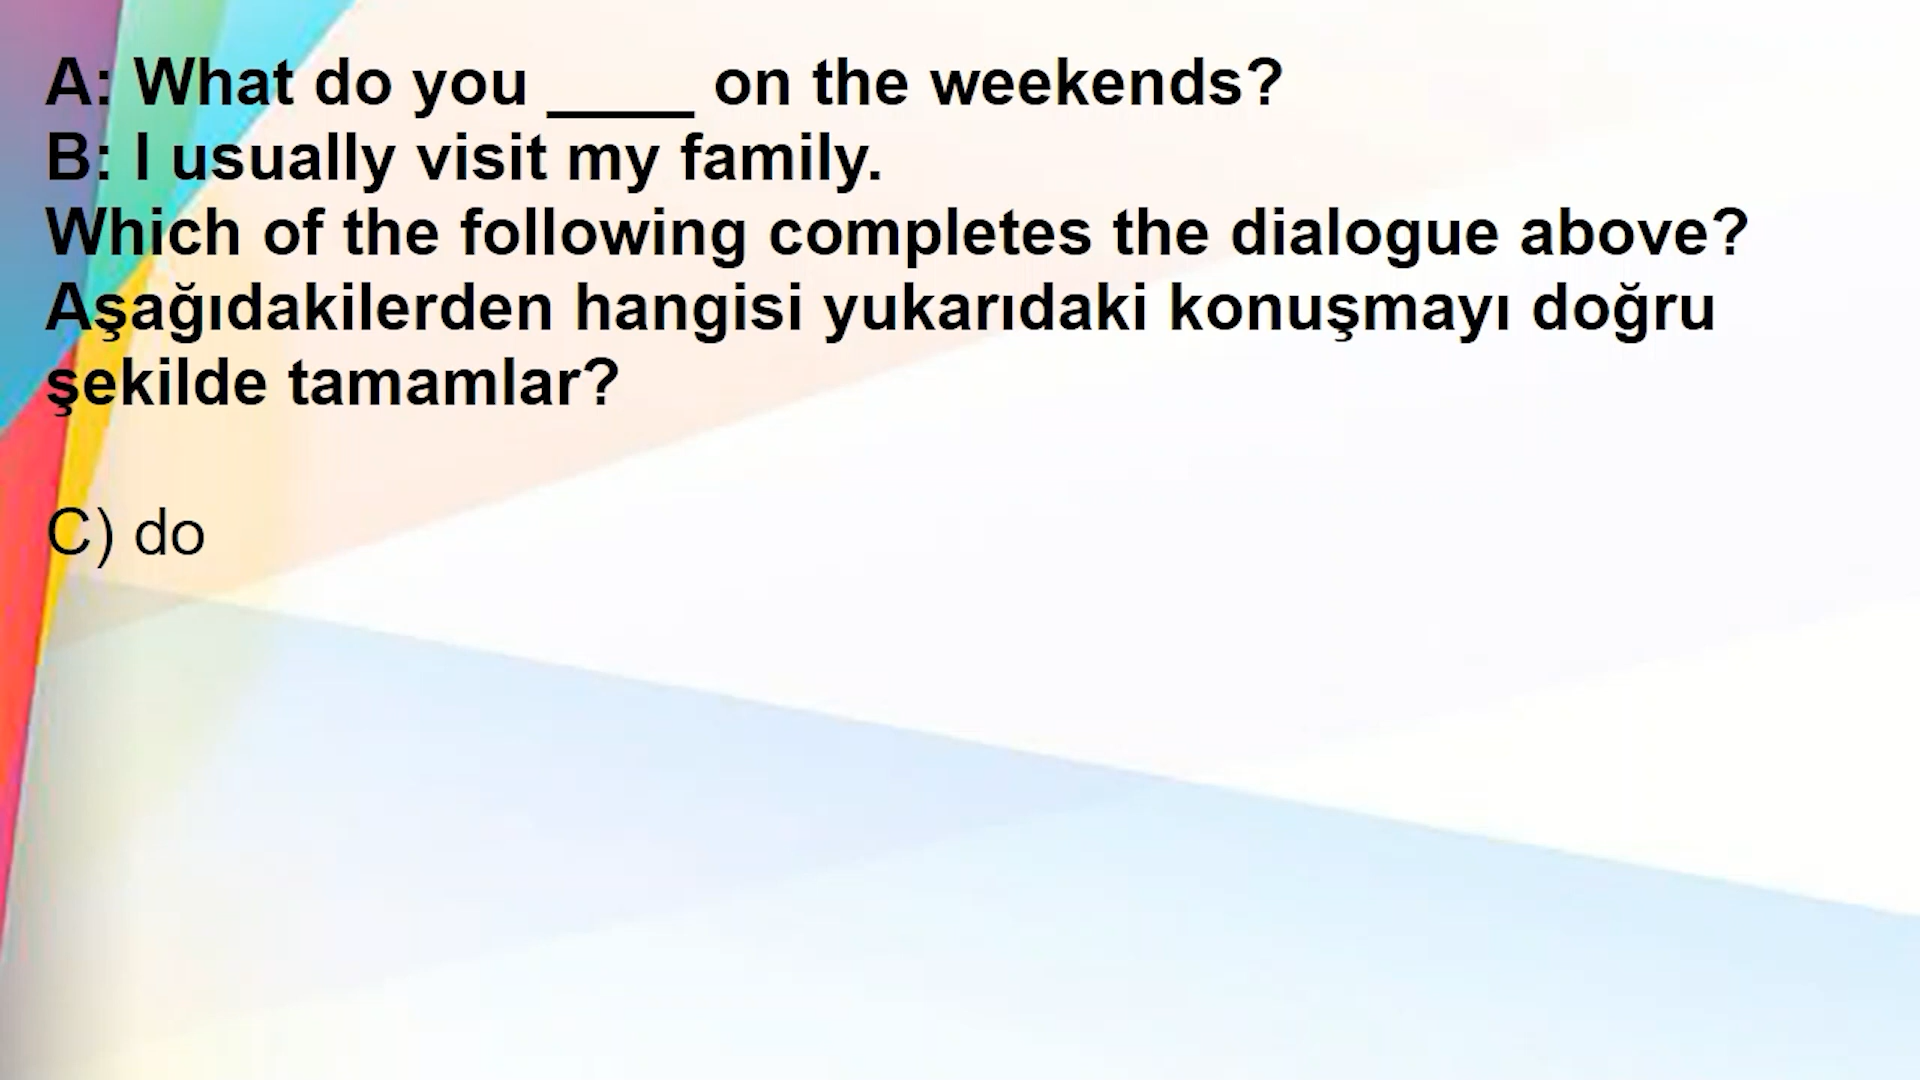 A: What do you ____ on the weekends?
B: I usually visit my family.
Which of the following completes the dialogue above?
Aşağıdakilerden hangisi yukarıdaki konuşmayı doğru
şekilde tamamlar?
C) do